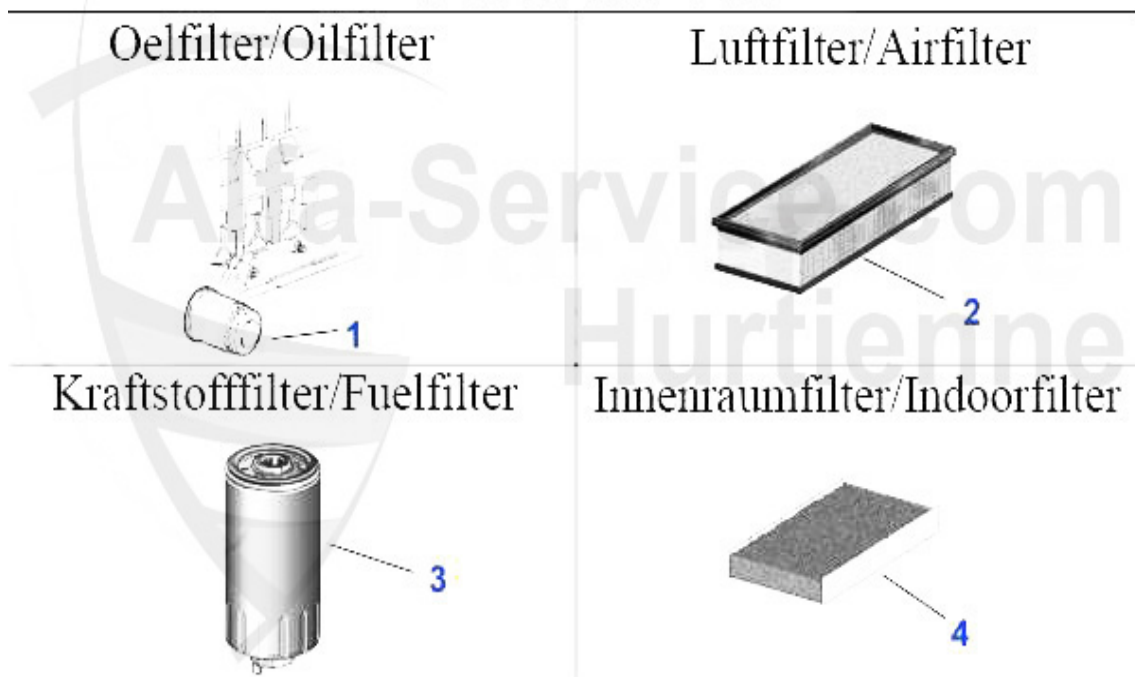 Oelfilter/Oilfilter
Luftfilter/Airfilter
Alfa-Service.com
Hurtienne
1
2
Kraftstofffilter/Fuelfilter
Innenraumfilter/Indoorfilter
3
4